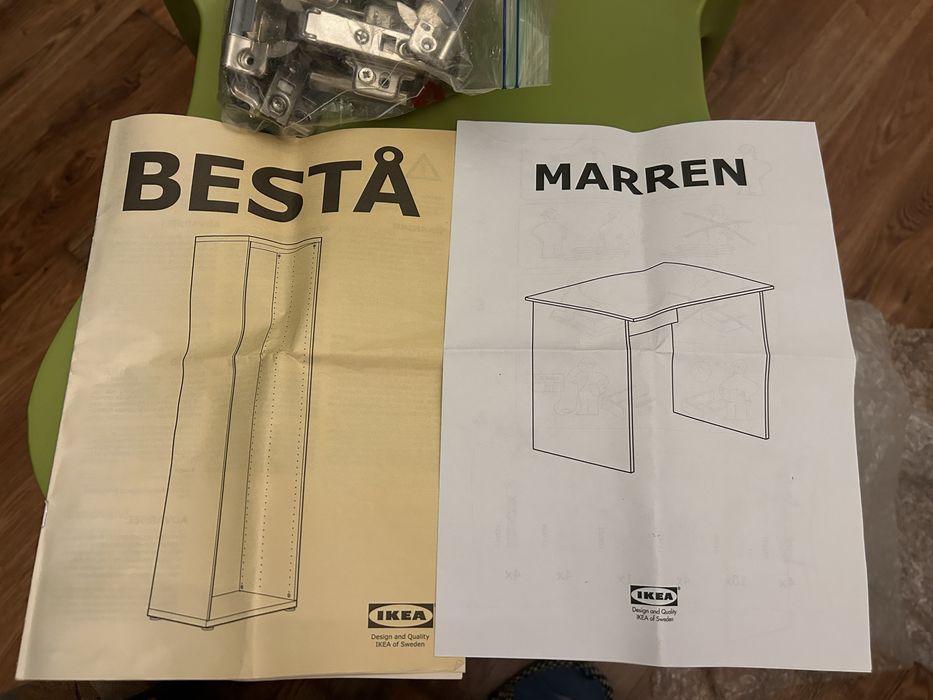 BESTÅ
IKEA
Design and Quality
IKEA of Sweden
MARREN
IKEA
Design and Quality
IKEA of Sweden